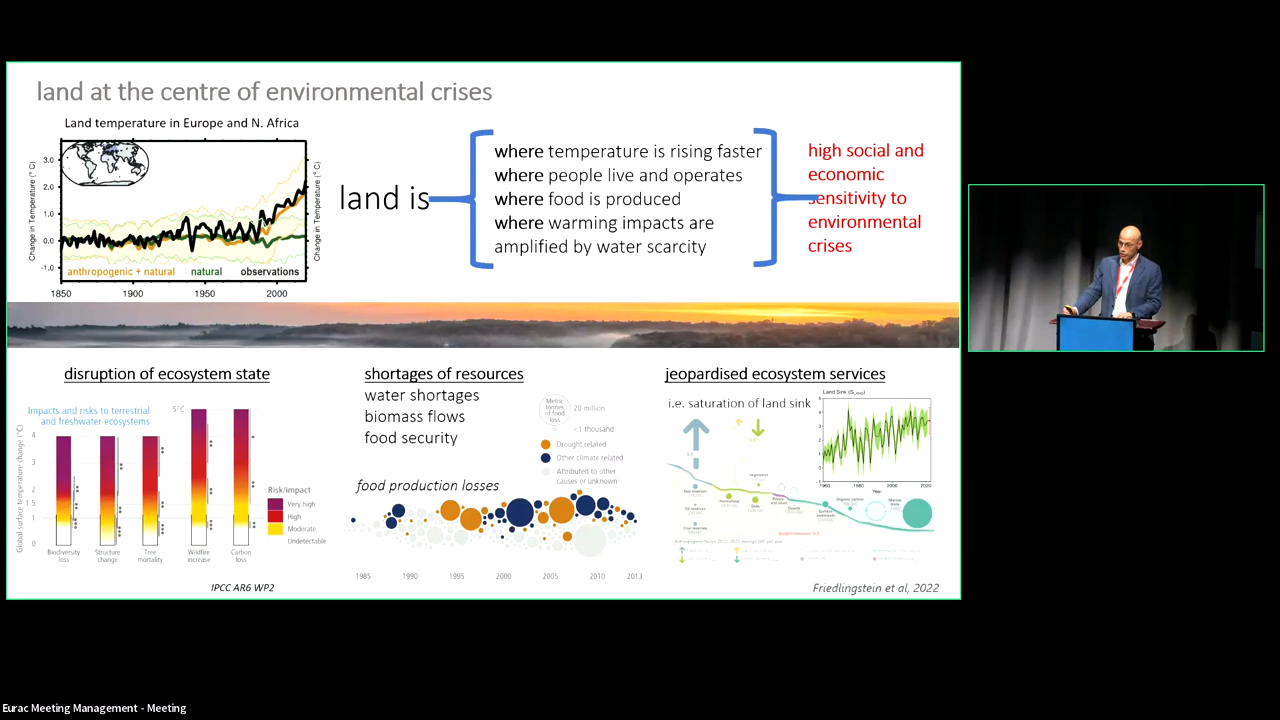 land at the centre of environmental crises
Land temperature in Europe and N. Africa
Change in Temperature (° C)
3.0
2.0
1.0
0.0
-1.0
Change in Temperature (° C)
anthropogenic + natural
natural
observations
1850
1900
1950
2000
land is
where temperature is rising faster
where people live and operates
where food is produced
where warming impacts are
amplified by water scarcity
high social and
economic
sensitivity to
environmental
crises
disruption of ecosystem state
Impacts and risks to terrestrial
and freshwater ecosystems
Global surface temperature change (°C)
5°C
4
3
2
1.5
1
0
Biodiversity
loss
Structure
change
Tree
mortality
Wildfire
increase
Carbon
loss
Risk/impact
Very high
High
Moderate
Undetectable
IPCC AR6 WP2
shortages of resources
water shortages
biomass flows
food security
Metric
tonnes
of food
loss
20 million
<1 thousand
Drought related
Other climate related
Attributed to other
causes or unknown
food production losses
1985
1990
1995
2000
2005
2010
2013
jeopardised ecosystem services
i.e. saturation of land sink
Land Sink
1960
1980
2000
2020
Year
Friedlingstein et al, 2022
Eurac Meeting Management - Meeting